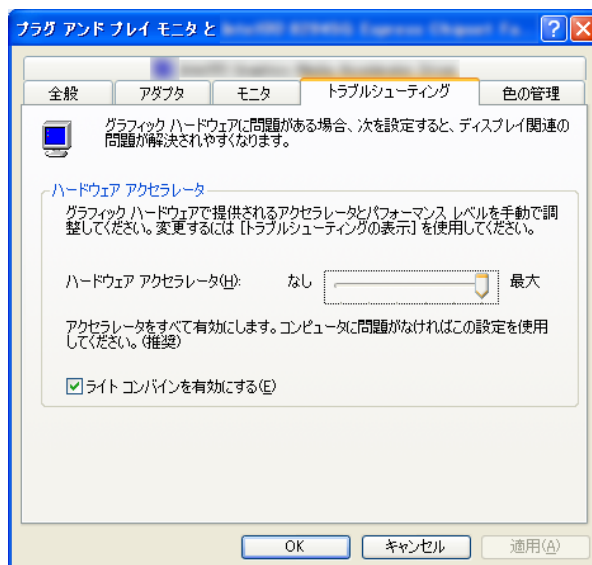 プラグ アンド プレイ モニタ と
全般
アダプタ
モニタ
トラブルシューティング
色の管理
グラフィック ハードウェアに問題がある場合、次を設定すると、ディスプレイ関連の
問題が解決されやすくなります。
ハードウェア アクセラレータ
グラフィック ハードウェアで提供されるアクセラレータとパフォーマンス レベルを手動で調
整してください。変更するには [トラブルシューティングの表示] を使用してください。
ハードウェア アクセラレータ(H):
なし
最大
アクセラレータをすべて有効にします。コンピュータに問題がなければこの設定を使用
してください。(推奨)
ライト コンバインを有効にする(E)
OK
キャンセル
適用(A)